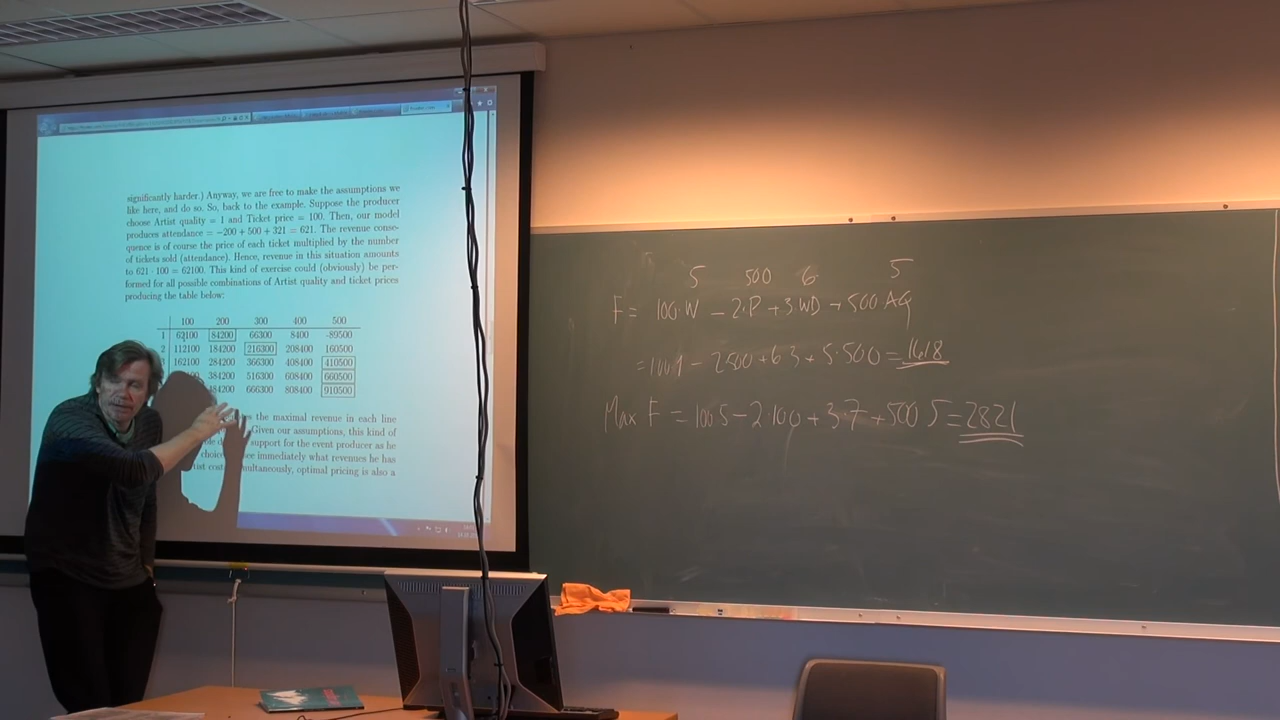 significantly harder.) Anyway, we are free to make the assumptions we
like here, and do so. So, back to the example. Suppose the producer
choose Artist quality = 1 and Ticket price = 100. Then, our model
produces attendance = −200 + 500 + 321 = 621. The revenue conse-
quence is of course the price of each ticket multiplied by the number
of tickets sold (attendance). Hence, revenue in this situation amounts
to 621 · 100 = 62100. This kind of exercise could (obviously) be per-
formed for all possible combinations of Artist quality and ticket prices
producing the table below:
100 200 300 400 500
1 62100 84200 66300 8400 -89500
2 112100 184200 216300 208400 160500
162100 284200 366300 408400 410500
384200 516300 608400 660500
484200 666300 808400 910500
the maximal revenue in each line
Given our assumptions, this kind of
support for the event producer as he
see immediately what revenues he has
optimal pricing is also a
5 500 6 5
F = 100·W − 2·P + 3·WD + 500·AQ
= 100·1 − 2 500 + 6 3 + 5·500 = 1618
Max F = 100 5 − 2·100 + 3·7 + 500 5 = 2821